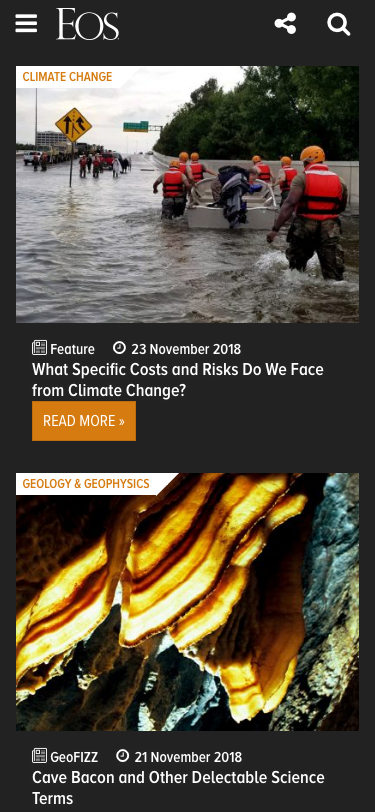 EOS
CLIMATE CHANGE
Feature 23 November 2018
What Specific Costs and Risks Do We Face
from Climate Change?
READ MORE »
GEOLOGY & GEOPHYSICS
GeoFIZZ 21 November 2018
Cave Bacon and Other Delectable Science
Terms